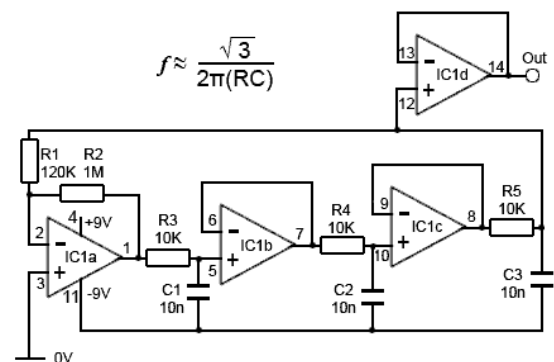 f≈ √3 / 2π(RC)
13
−
+
12
IC1d
14
Out
R1
120K
R2
1M
4
+9V
2
−
+
3
IC1a
1
11
-9V
0V
R3
10K
6
−
+
5
IC1b
7
C1
10n
R4
10K
9
−
+
10
IC1c
8
C2
10n
R5
10K
C3
10n